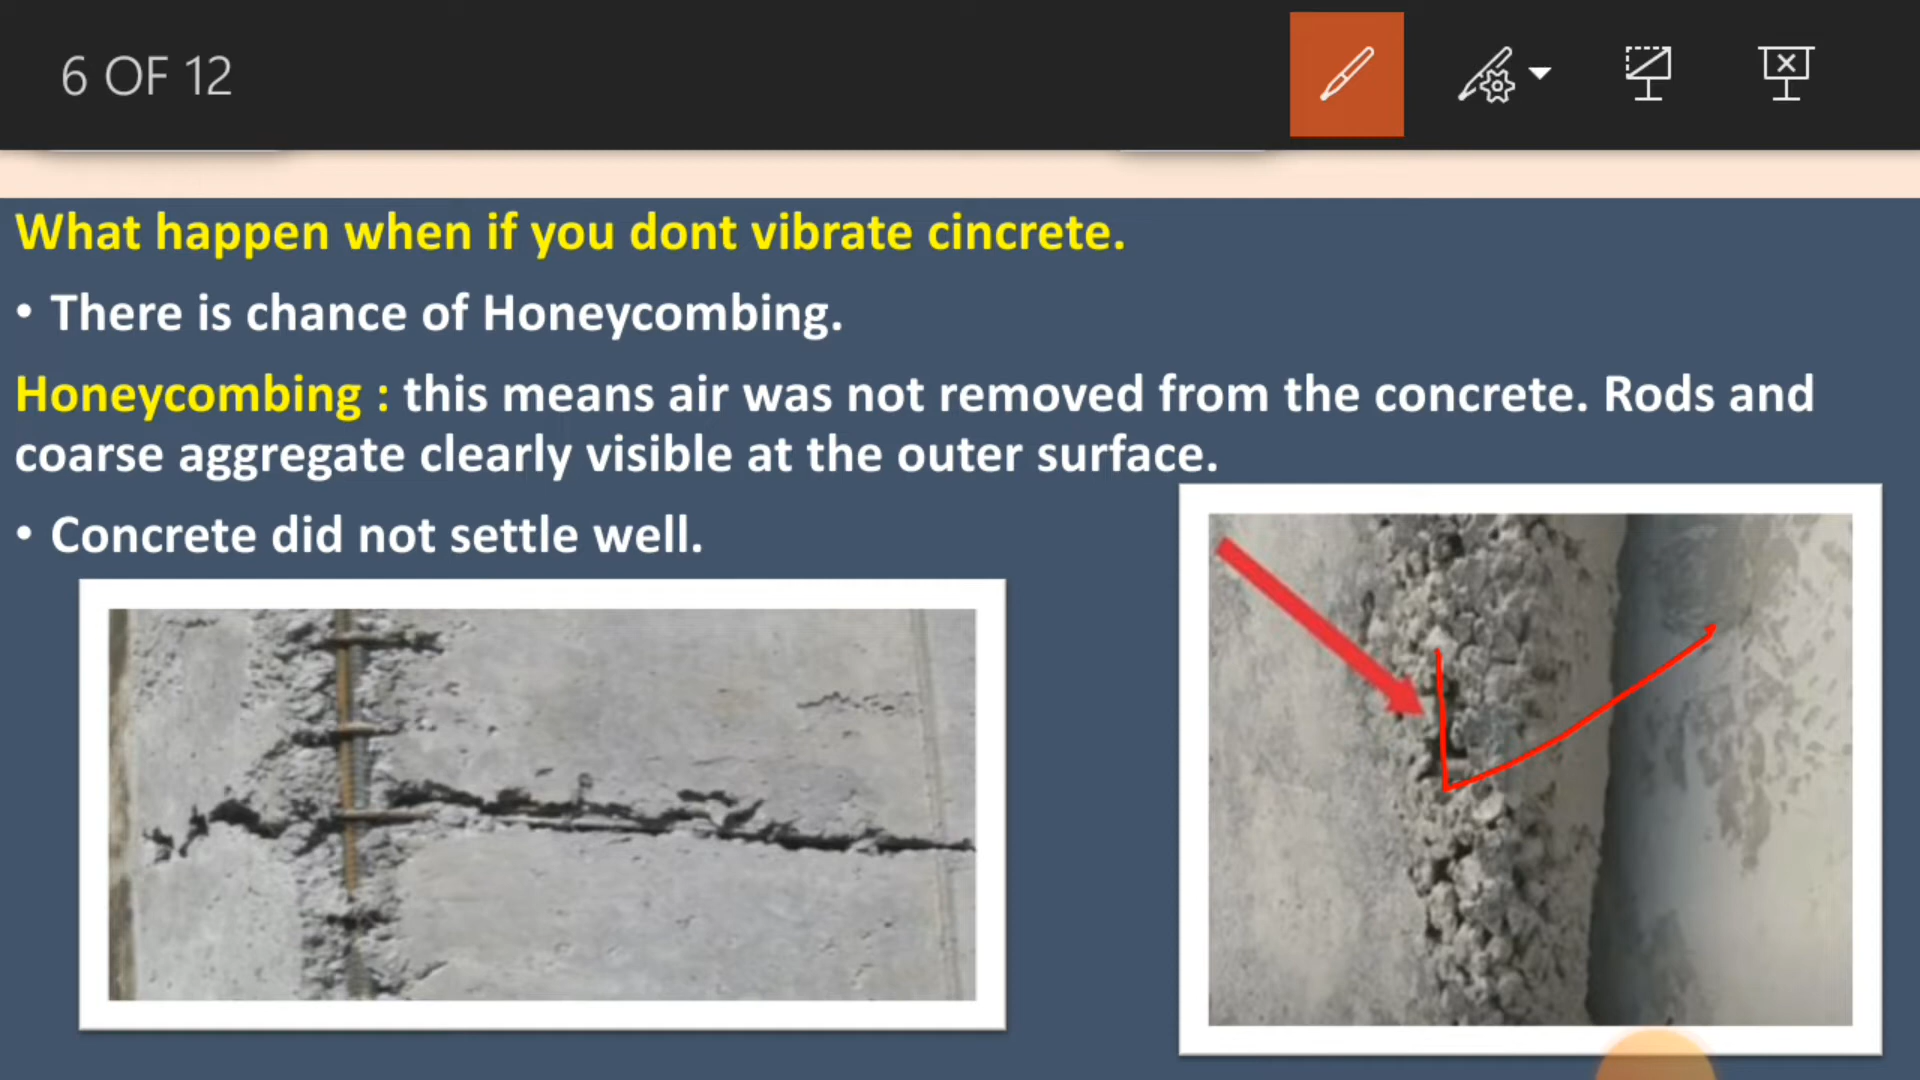 6 OF 12
What happen when if you dont vibrate cincrete.
• There is chance of Honeycombing.
Honeycombing : this means air was not removed from the concrete. Rods and
coarse aggregate clearly visible at the outer surface.
• Concrete did not settle well.